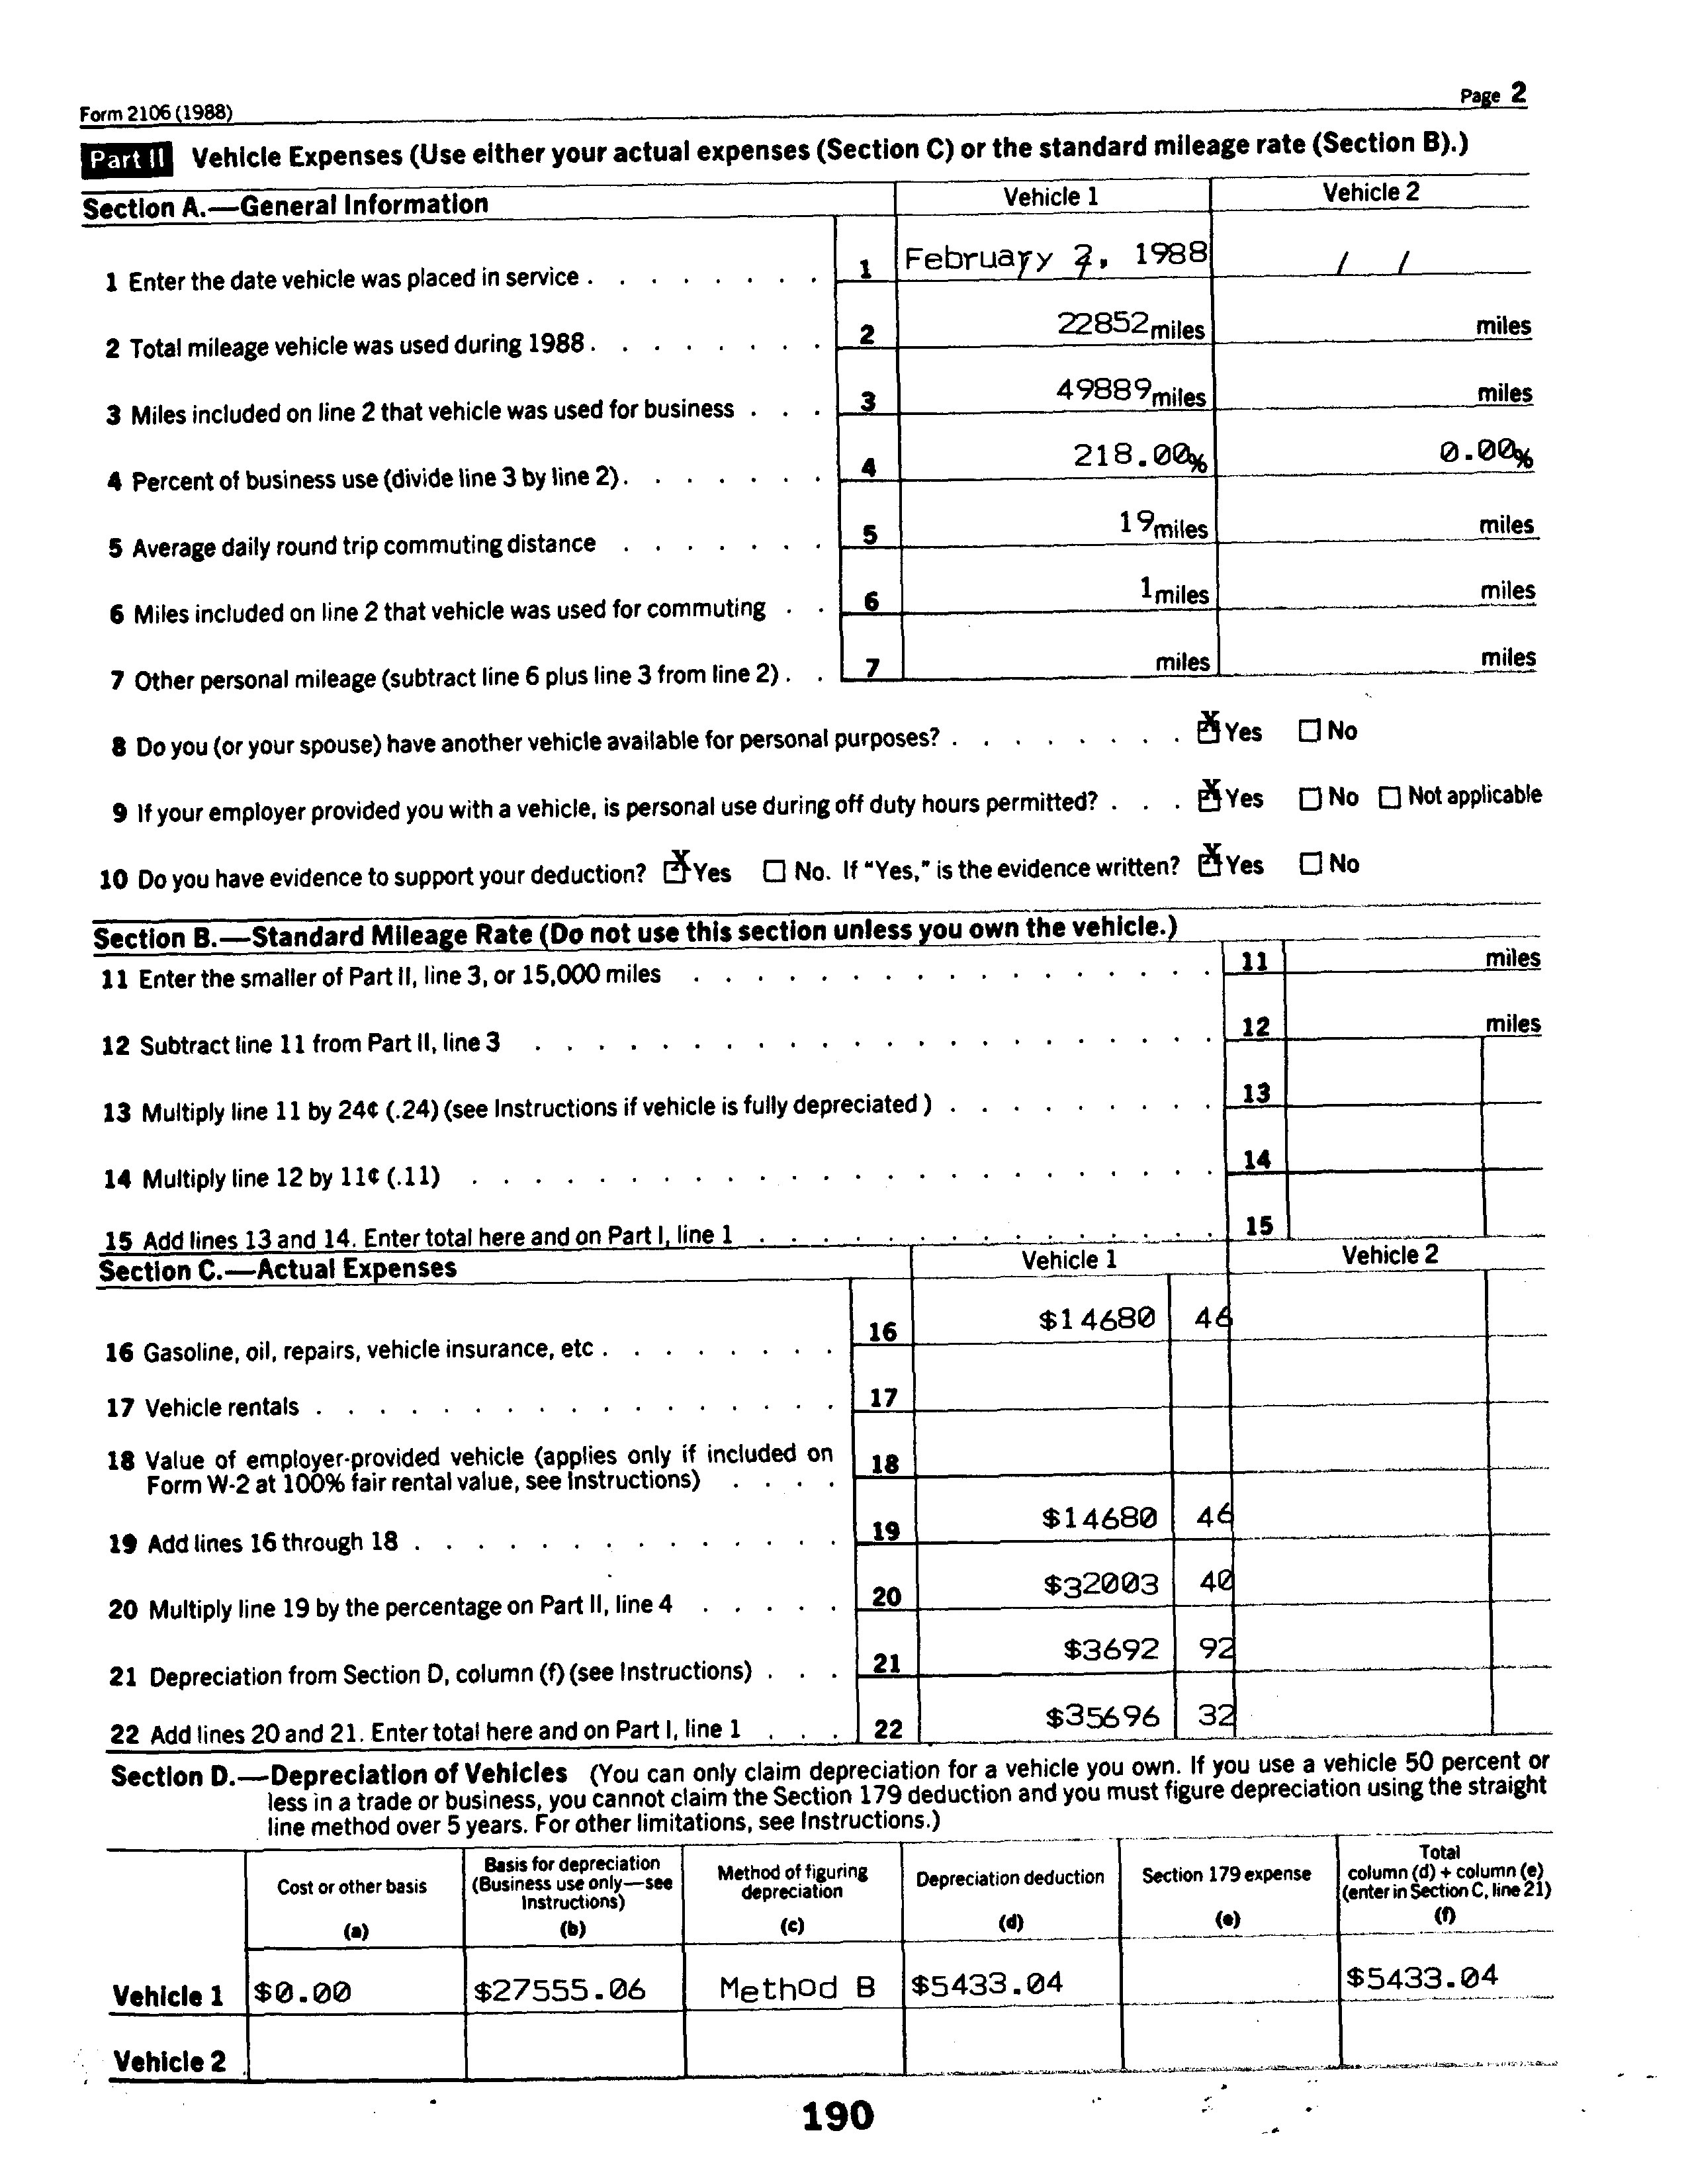 Form 2106 (1988) Page 2
Part II Vehicle Expenses (Use either your actual expenses (Section C) or the standard mileage rate (Section B).)
Section A.—General Information Vehicle 1 Vehicle 2
1 Enter the date vehicle was placed in service . . . . . . . . 1 February 2, 1988 / /
2 Total mileage vehicle was used during 1988 . . . . . . . . 2 22852 miles miles
3 Miles included on line 2 that vehicle was used for business . . . 3 49889 miles miles
4 Percent of business use (divide line 3 by line 2) . . . . . . . 4 218.00% 0.00%
5 Average daily round trip commuting distance . . . . . . . 5 19 miles miles
6 Miles included on line 2 that vehicle was used for commuting . . 6 1 miles miles
7 Other personal mileage (subtract line 6 plus line 3 from line 2) . . 7 miles miles
8 Do you (or your spouse) have another vehicle available for personal purposes? . . . . . . . . X Yes No
9 If your employer provided you with a vehicle, is personal use during off duty hours permitted? . . . X Yes No Not applicable
10 Do you have evidence to support your deduction? X Yes No. If "Yes," is the evidence written? X Yes No
Section B.—Standard Mileage Rate (Do not use this section unless you own the vehicle.)
11 Enter the smaller of Part II, line 3, or 15,000 miles . . . . . . . . . . . . . . . . . 11 miles
12 Subtract line 11 from Part II, line 3 . . . . . . . . . . . . . . . . . . . . . . 12 miles
13 Multiply line 11 by 24¢ (.24) (see Instructions if vehicle is fully depreciated ) . . . . . . . . . 13
14 Multiply line 12 by 11¢ (.11) . . . . . . . . . . . . . . . . . . . . . . . . 14
15 Add lines 13 and 14. Enter total here and on Part I, line 1 . . . . . . . . . . . . . . . 15
Section C.—Actual Expenses Vehicle 1 Vehicle 2
16 Gasoline, oil, repairs, vehicle insurance, etc . . . . . . . . 16 $14680 46
17 Vehicle rentals . . . . . . . . . . . . . . . . . 17
18 Value of employer-provided vehicle (applies only if included on
Form W-2 at 100% fair rental value, see Instructions) . . . . 18
19 Add lines 16 through 18 . . . . . . . . . . . . . . 19 $14680 46
20 Multiply line 19 by the percentage on Part II, line 4 . . . . . 20 $32003 40
21 Depreciation from Section D, column (f) (see Instructions) . . . 21 $3692 92
22 Add lines 20 and 21. Enter total here and on Part I, line 1 . . . 22 $35696 32
Section D.—Depreciation of Vehicles (You can only claim depreciation for a vehicle you own. If you use a vehicle 50 percent or
less in a trade or business, you cannot claim the Section 179 deduction and you must figure depreciation using the straight
line method over 5 years. For other limitations, see Instructions.)
Cost or other basis
(a)
Basis for depreciation
(Business use only—see
Instructions)
(b)
Method of figuring
depreciation
(c)
Depreciation deduction
(d)
Section 179 expense
(e)
Total
column (d) + column (e)
(enter in Section C, line 21)
(f)
Vehicle 1 $0.00 $27555.06 Method B $5433.04 $5433.04
Vehicle 2
190